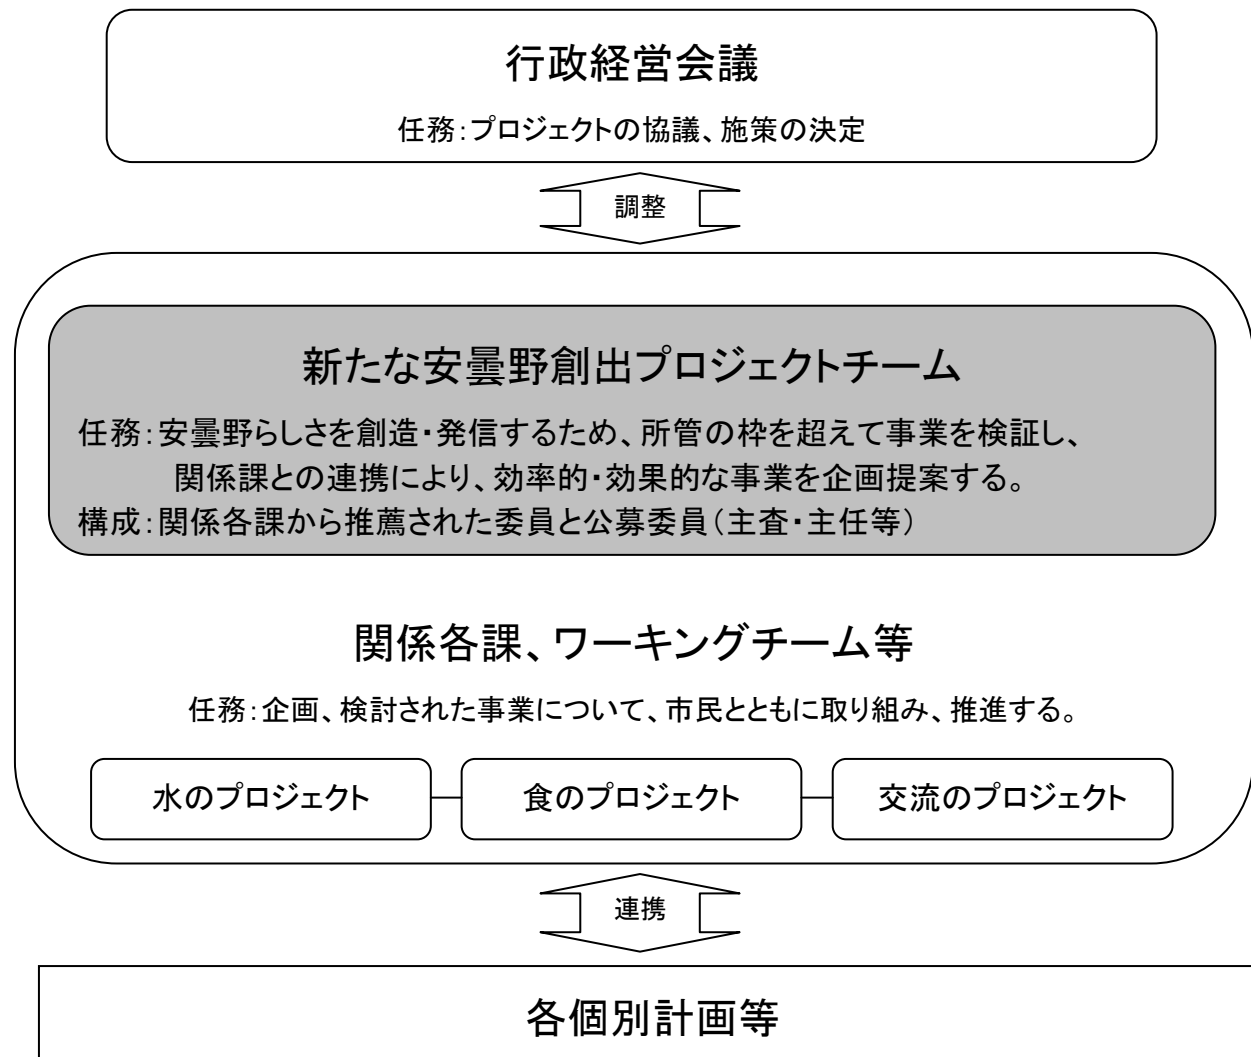 行政経営会議
任務：プロジェクトの協議、施策の決定
調整
新たな安曇野創出プロジェクトチーム
任務：安曇野らしさを創造・発信するため、所管の枠を超えて事業を検証し、
関係課との連携により、効率的・効果的な事業を企画提案する。
構成：関係各課から推薦された委員と公募委員（主査・主任等）
関係各課、ワーキングチーム等
任務：企画、検討された事業について、市民とともに取り組み、推進する。
水のプロジェクト
食のプロジェクト
交流のプロジェクト
連携
各個別計画等